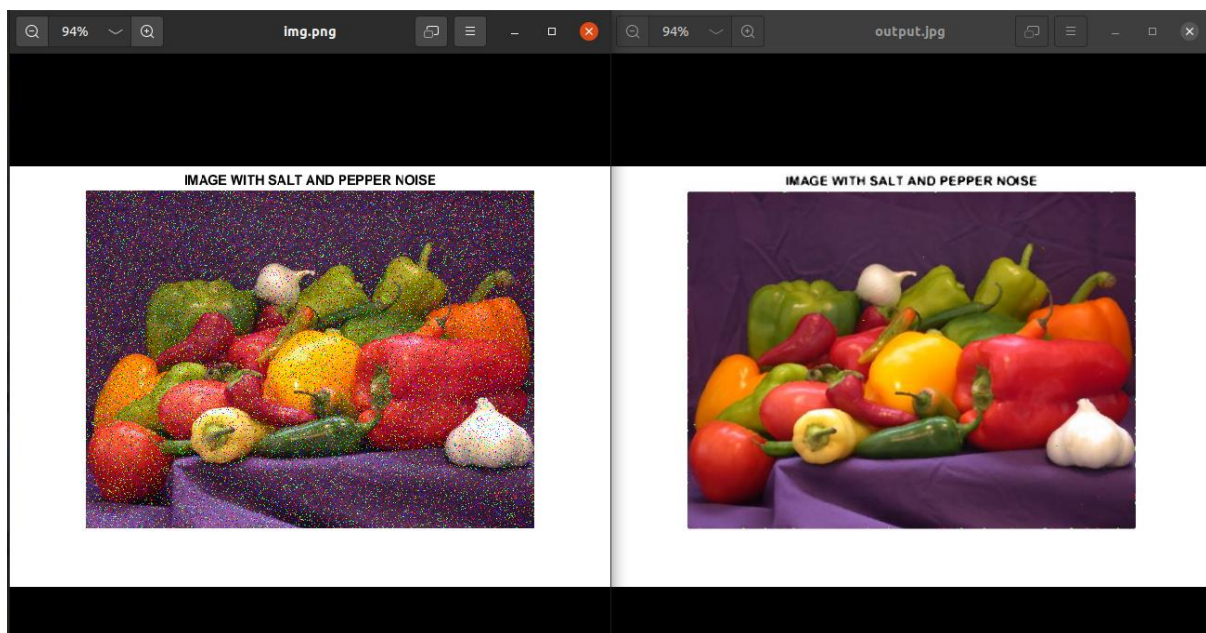 94% img.png
94% output.jpg
IMAGE WITH SALT AND PEPPER NOISE
IMAGE WITH SALT AND PEPPER NOISE